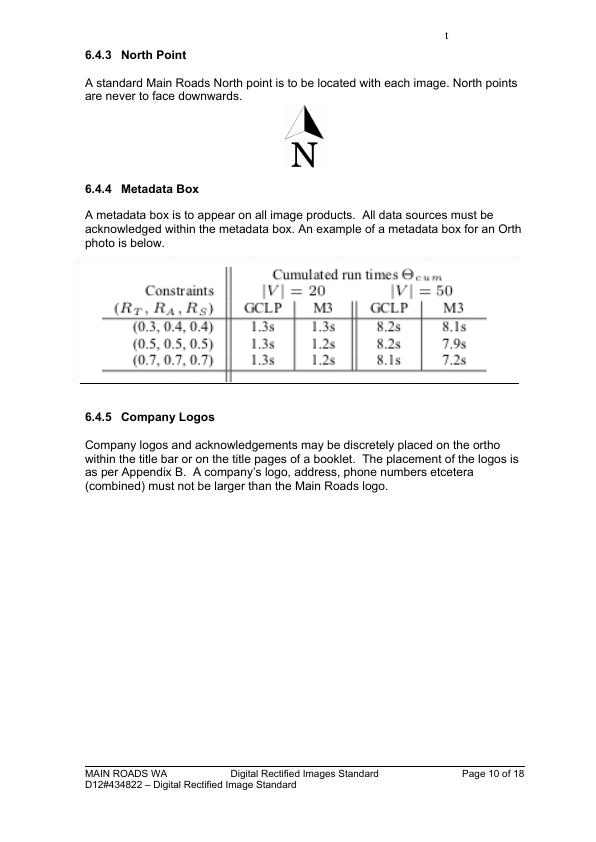 t
6.4.3 North Point
A standard Main Roads North point is to be located with each image. North points
are never to face downwards.
N
6.4.4 Metadata Box
A metadata box is to appear on all image products.  All data sources must be
acknowledged within the metadata box. An example of a metadata box for an Orth
photo is below.
Cumulated run times Θcum
Constraints |V| = 20 |V| = 50
(RT, RA, RS) GCLP M3 GCLP M3
(0.3, 0.4, 0.4) 1.3s 1.3s 8.2s 8.1s
(0.5, 0.5, 0.5) 1.3s 1.2s 8.2s 7.9s
(0.7, 0.7, 0.7) 1.3s 1.2s 8.1s 7.2s
6.4.5 Company Logos
Company logos and acknowledgements may be discretely placed on the ortho
within the title bar or on the title pages of a booklet.  The placement of the logos is
as per Appendix B.  A company's logo, address, phone numbers etcetera
(combined) must not be larger than the Main Roads logo.
MAIN ROADS WA Digital Rectified Images Standard Page 10 of 18
D12#434822 – Digital Rectified Image Standard